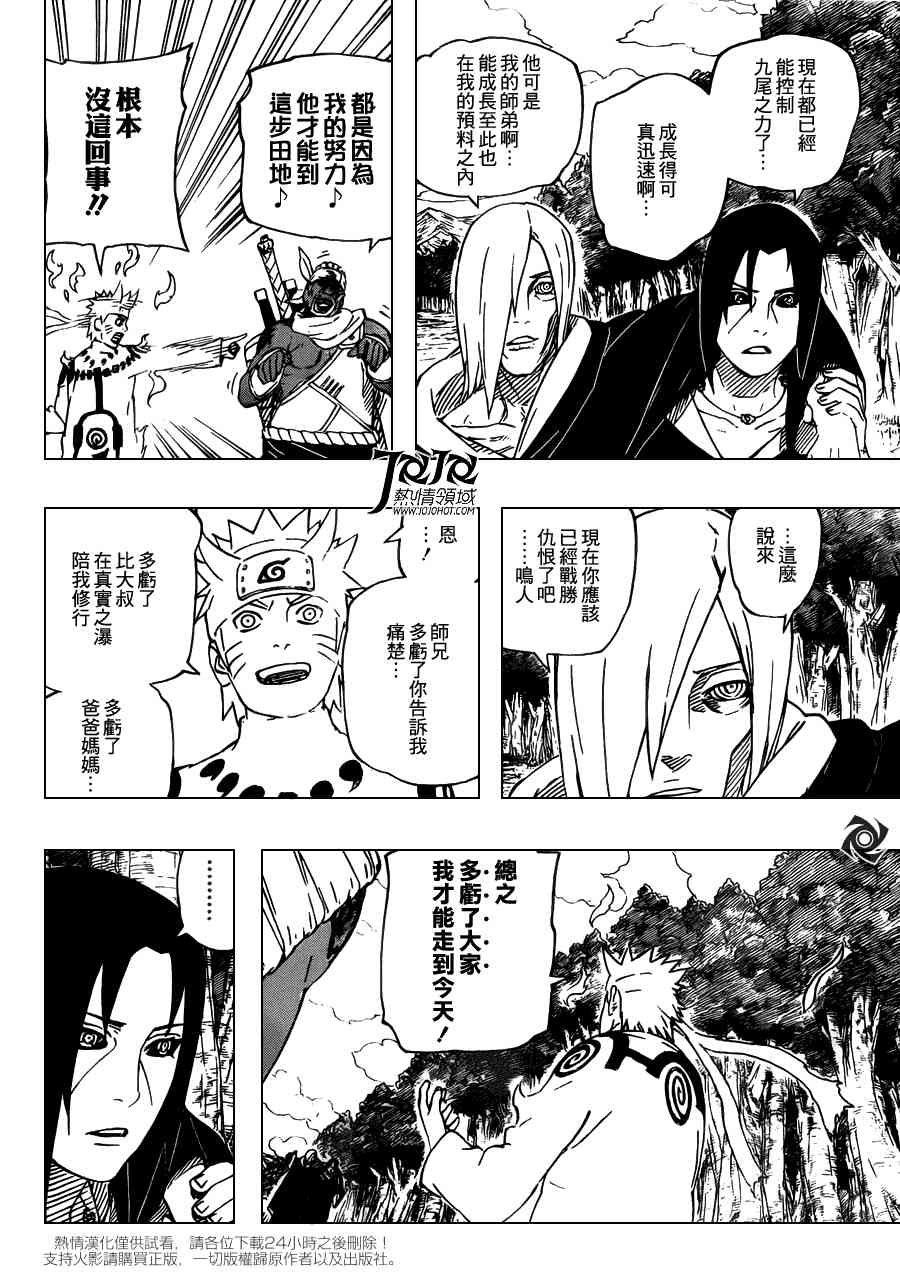 現在都已經
能控制
九尾之力了…
成長得可
真迅速啊…
他可是
我的師弟啊…
能成長至此也
在我的預料之內
都是因為
我的努力♪
他才能到
這步田地♪
根本
沒這回事!!
JOJO
熱情領域
WWW.JOJOHOT.COM
…這麼
說來
現在你應該
已經戰勝
仇恨了吧
……鳴人
恩
…,
師兄
多虧了你告訴我
痛楚…
多虧了
比大叔
在真實之瀑
陪我修行
多虧了
爸爸媽媽…
總之
多虧了大家
我才能走到今天!
………
熱情漢化僅供試看，請各位下載24小時之後刪除！
支持火影請購買正版，一切版權歸原作者以及出版社。